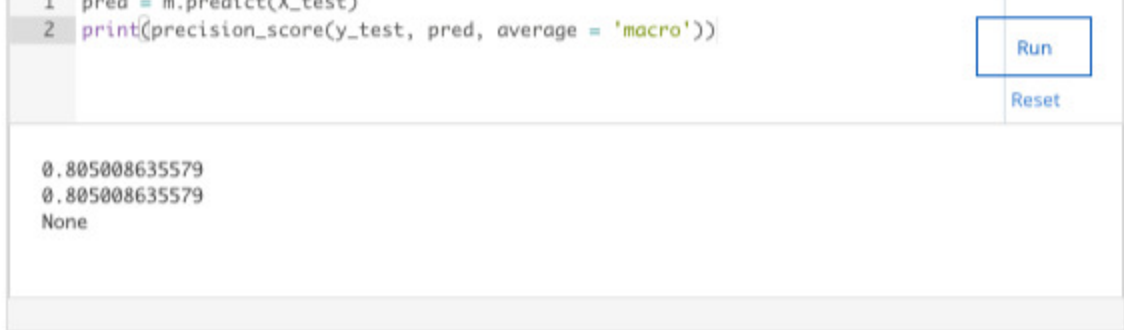 1 pred = m.predict(X_test)
2 print(precision_score(y_test, pred, average = 'macro'))
Run
Reset
0.805008635579
0.805008635579
None